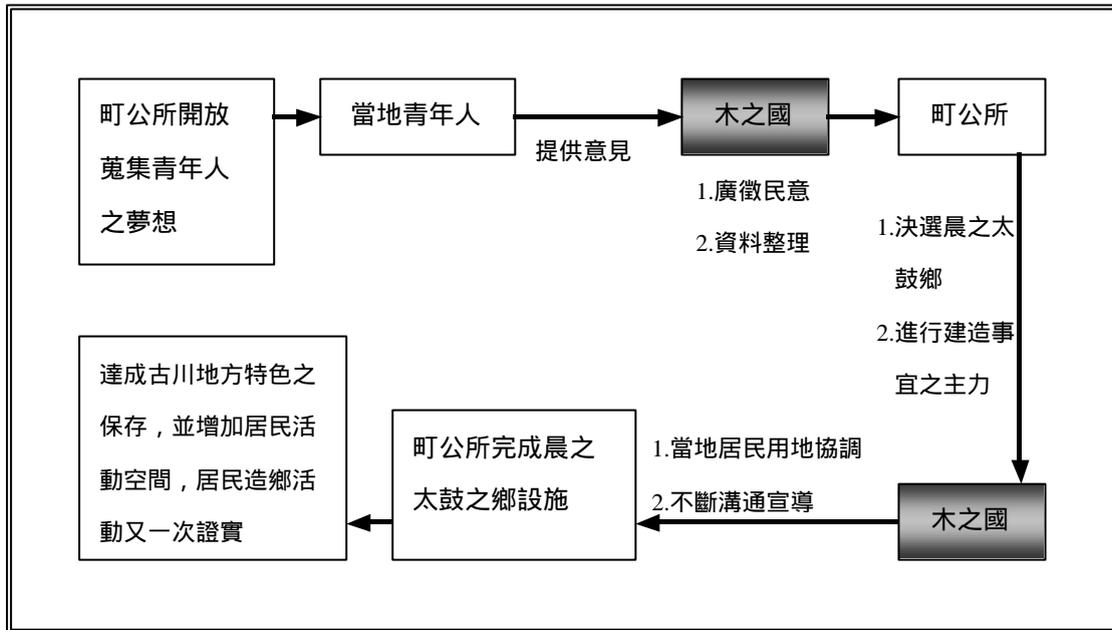 町公所開放
蒐集青年人
之夢想
當地青年人
提供意見
木之國
1.廣徵民意
2.資料整理
町公所
1.決選晨之太
鼓鄉
2.進行建造事
宜之主力
木之國
1.當地居民用地協調
2.不斷溝通宣導
町公所完成晨之
太鼓之鄉設施
達成古川地方特色之
保存，並增加居民活
動空間，居民造鄉活
動又一次證實